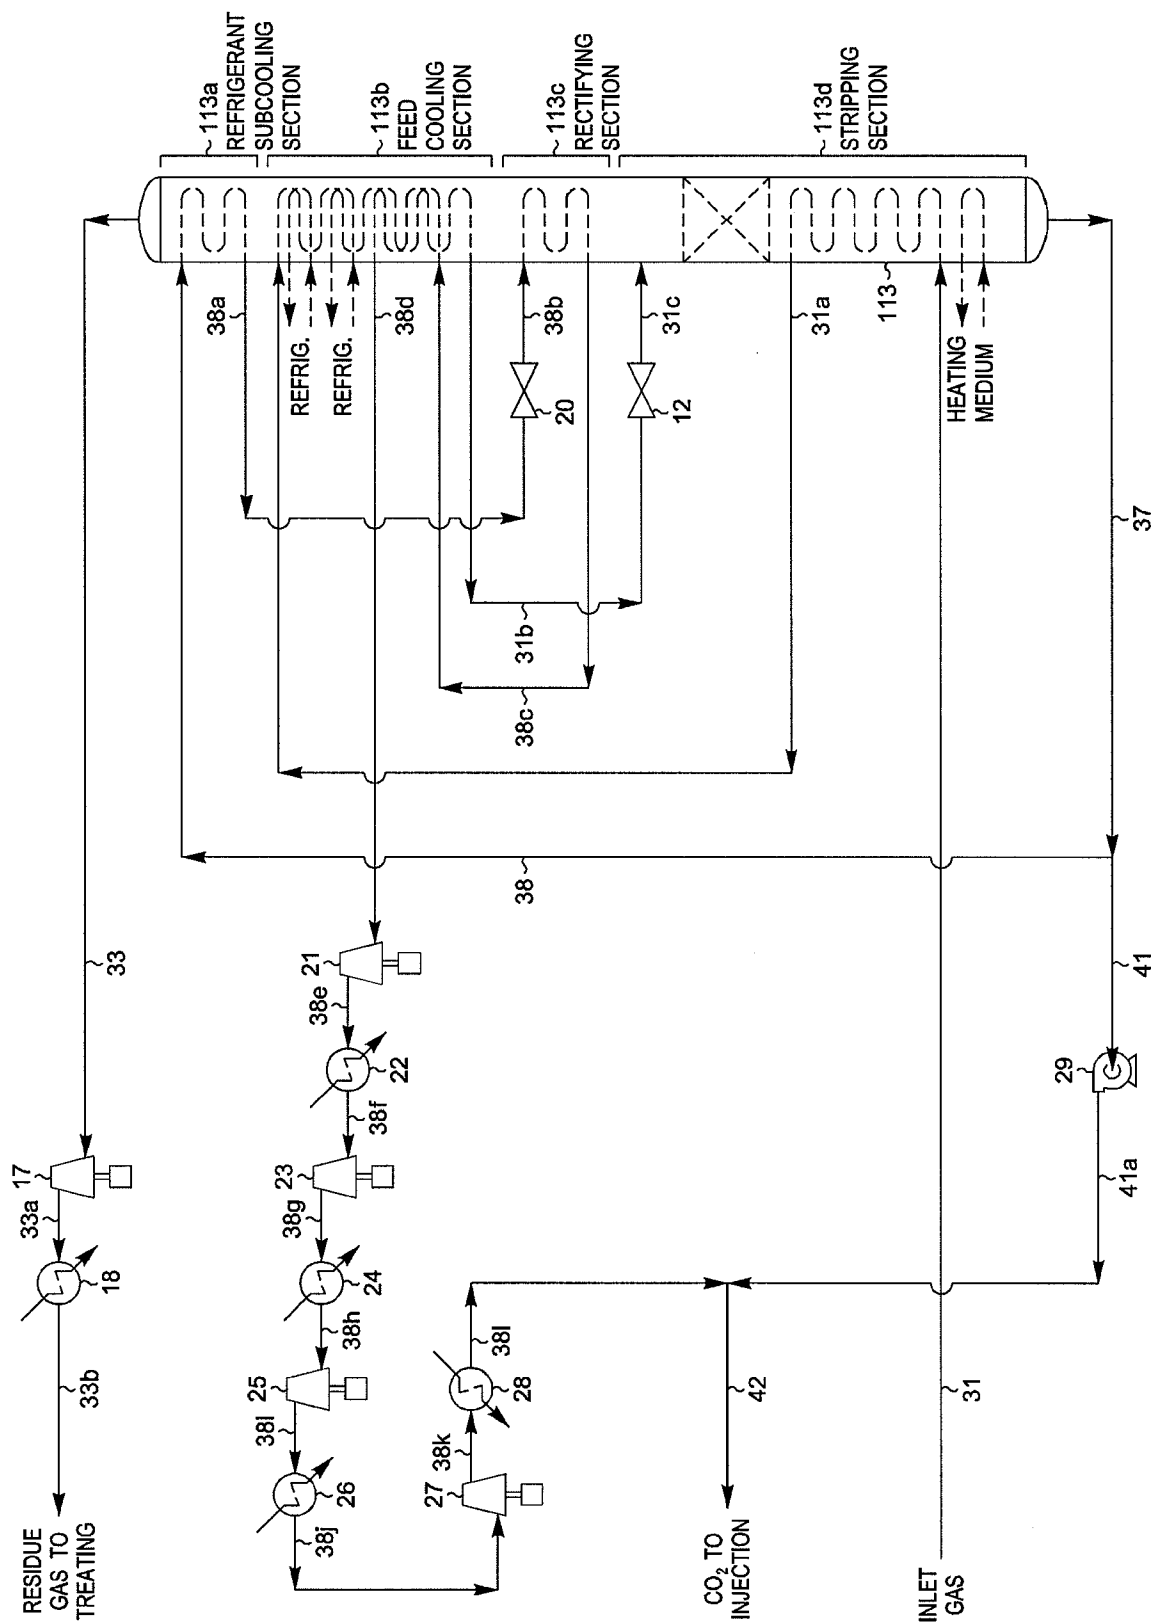 113a
REFRIGERANT
SUBCOOLING
SECTION
113b
FEED
COOLING
SECTION
113c
RECTIFYING
SECTION
113d
STRIPPING
SECTION
38a
REFRIG.
REFRIG.
38d
38b
20
31c
12
31a
113
HEATING
MEDIUM
37
31b
38c
38
33
21
38e
22
38f
41
29
17
33a
18
23
38g
24
38h
41a
33b
25
38l
26
38j
38l
28
38k
27
42
31
RESIDUE
GAS TO
TREATING
CO2 TO
INJECTION
INLET
GAS